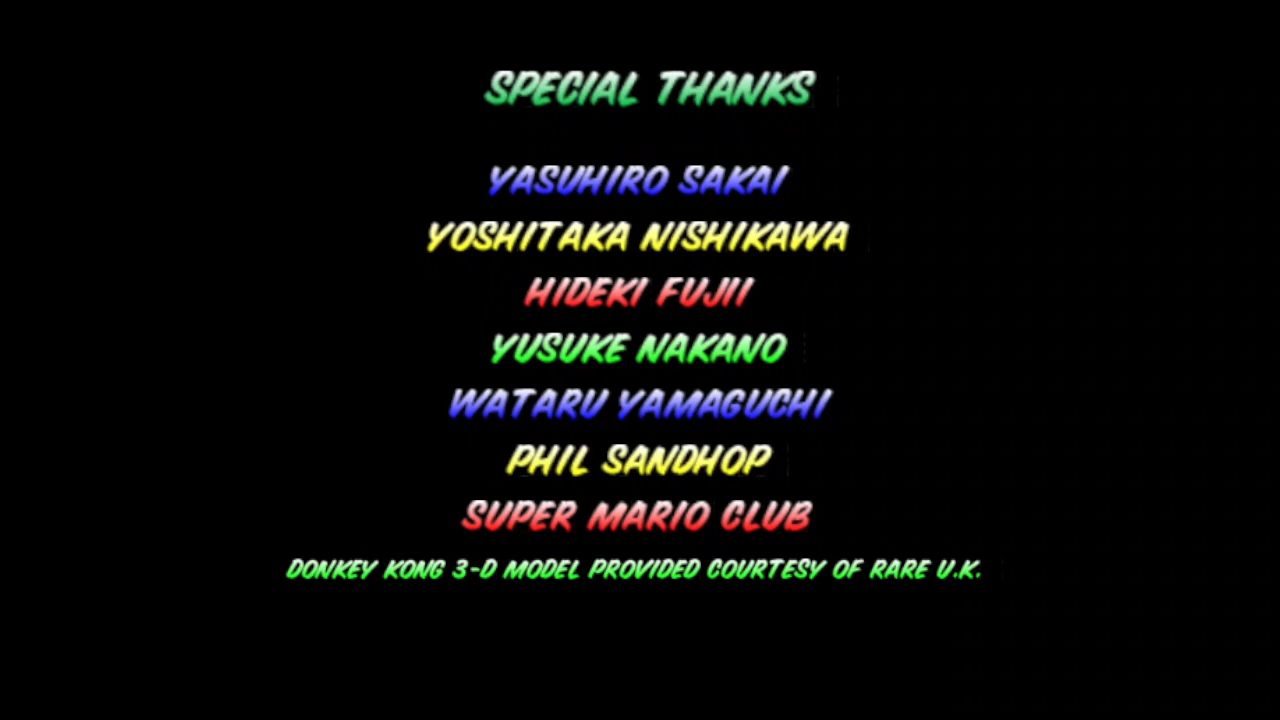 SPECIAL THANKS
YASUHIRO SAKAI
YOSHITAKA NISHIKAWA
HIDEKI FUJII
YUSUKE NAKANO
WATARU YAMAGUCHI
PHIL SANDHOP
SUPER MARIO CLUB
DONKEY KONG 3-D MODEL PROVIDED COURTESY OF RARE U.K.